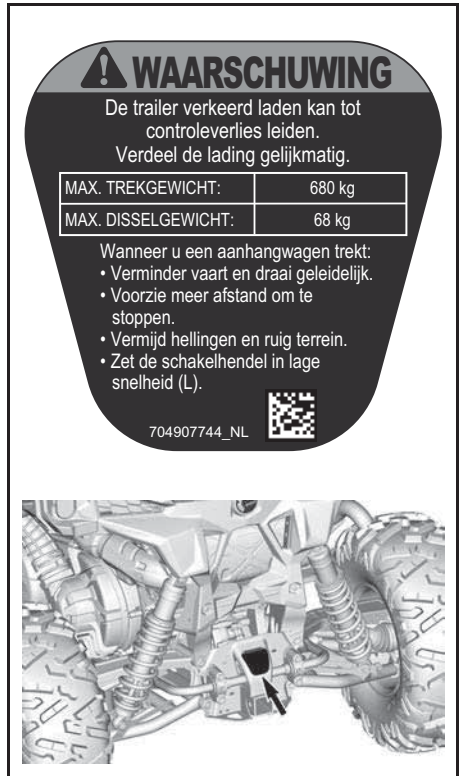 WAARSCHUWING
De trailer verkeerd laden kan tot
controleverlies leiden.
Verdeel de lading gelijkmatig.
MAX. TREKGEWICHT: 680 kg
MAX. DISSELGEWICHT: 68 kg
Wanneer u een aanhangwagen trekt:
• Verminder vaart en draai geleidelijk.
• Voorzie meer afstand om te
stoppen.
• Vermijd hellingen en ruig terrein.
• Zet de schakelhendel in lage
snelheid (L).
704907744_NL